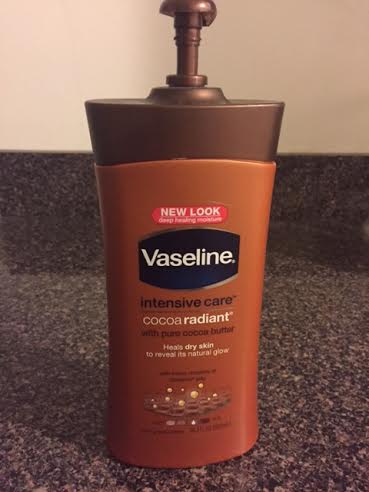 NEW LOOK
deep healing moisture
Vaseline®
intensive care™
cocoa radiant®
with pure cocoa butter
Heals dry skin
to reveal its natural glow